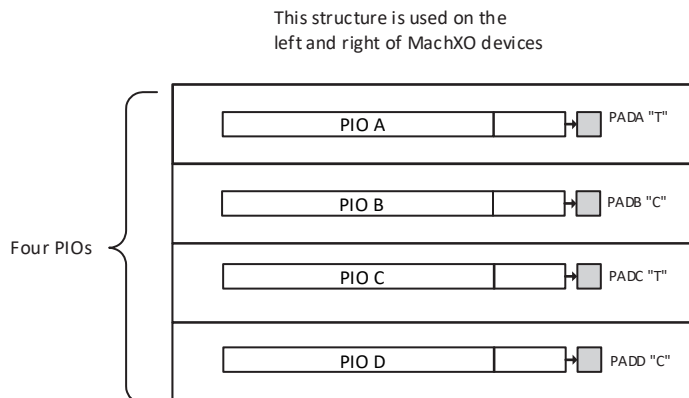 This structure is used on the
left and right of MachXO devices
PIO A
PADA "T"
PIO B
PADB "C"
Four PIOs
PIO C
PADC "T"
PIO D
PADD "C"